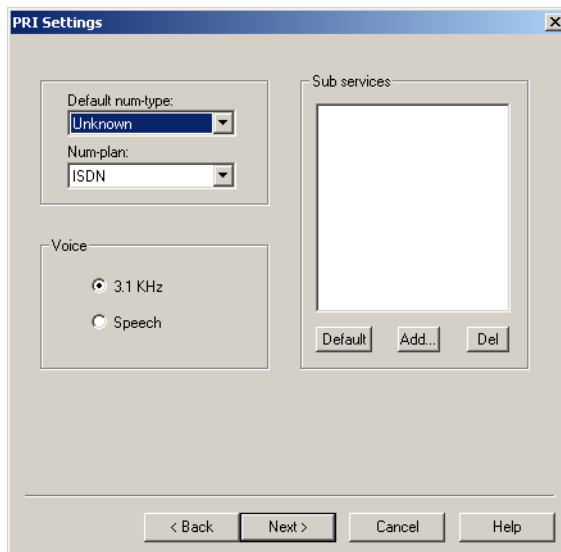 PRI Settings
Default num-type:
Unknown
Num-plan:
ISDN
Voice
3.1 KHz
Speech
Sub services
Default Add... Del
< Back Next > Cancel Help